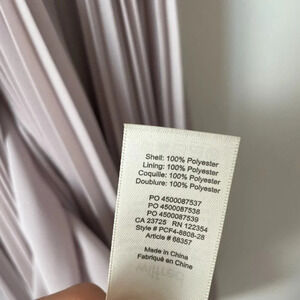 Shell: 100% Polyester
Lining: 100% Polyester
Coquille: 100% Polyester
Doublure: 100% Polyester
PO 4500087537
PO 4500087538
PO 4500087539
CA 23725 RN 122354
Style # PCF4-8808-28
Article # 68357
Made in China
Fabriqué en Chine